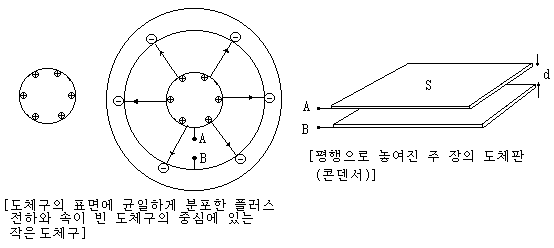 A
B
S
d
A
B
[평행으로 놓여진 주 장의 도체판
(콘덴서)]
[도체구의 표면에 균일하게 분포한 플러스
전하와 속이 빈 도체구의 중심에 있는
작은도체구]